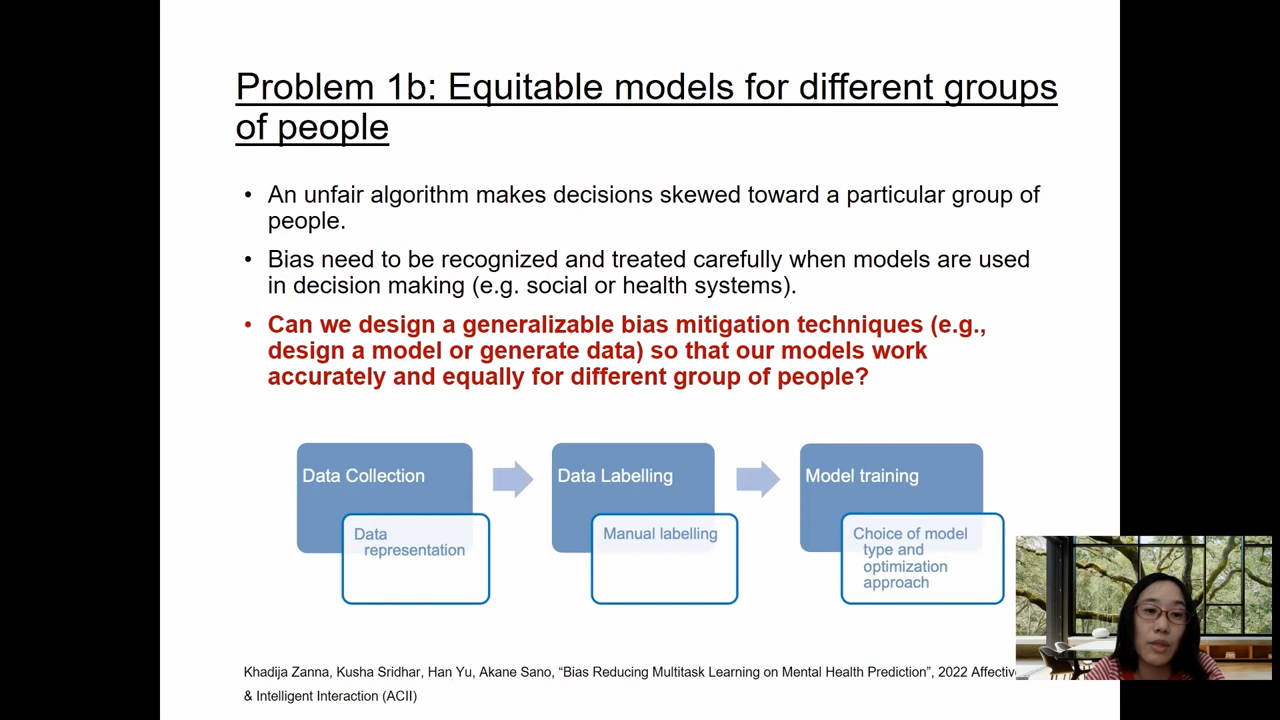 Problem 1b: Equitable models for different groups
of people
• An unfair algorithm makes decisions skewed toward a particular group of
people.
• Bias need to be recognized and treated carefully when models are used
in decision making (e.g. social or health systems).
• Can we design a generalizable bias mitigation techniques (e.g.,
design a model or generate data) so that our models work
accurately and equally for different group of people?
Data Collection
Data
representation
Data Labelling
Manual labelling
Model training
Choice of model
type and
optimization
approach
Khadija Zanna, Kusha Sridhar, Han Yu, Akane Sano, “Bias Reducing Multitask Learning on Mental Health Prediction”, 2022 Affective
& Intelligent Interaction (ACII)